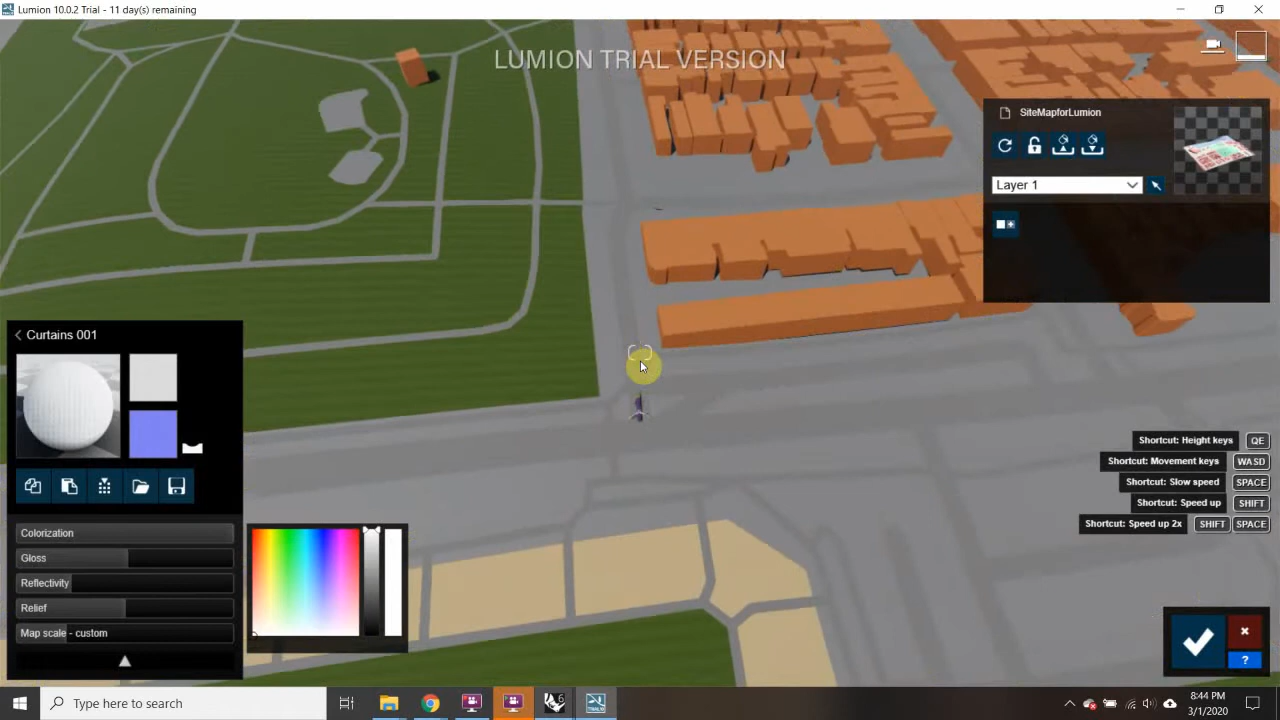 Lumion 10.0.2 Trial - 11 day(s) remaining
LUMION TRIAL VERSION
SiteMapforLumion
Layer 1
Curtains 001
Colorization
Gloss
Reflectivity
Relief
Map scale - custom
Shortcut: Height keys QE
Shortcut: Movement keys WASD
Shortcut: Slow speed SPACE
Shortcut: Speed up SHIFT
Shortcut: Speed up 2x SHIFT SPACE
?
Type here to search
8:44 PM
3/1/2020